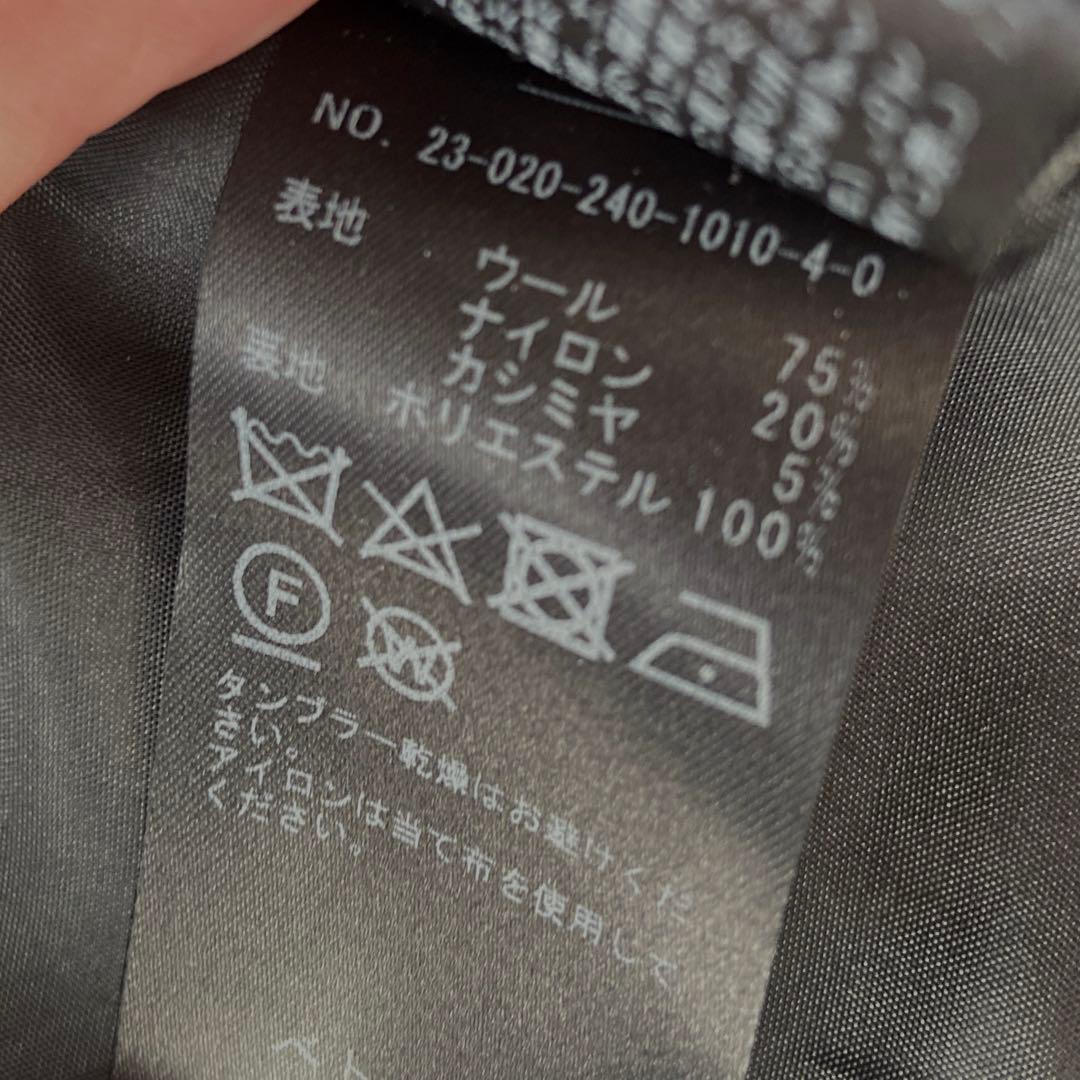 NO. 23-020-240-1010-4-0
表地 ウール 75%
ナイロン 20%
カシミヤ 5%
表地 ポリエステル 100%
F
W
タンブラー乾燥はお避けくだ
さい。
アイロンは当て布を使用して
ください。